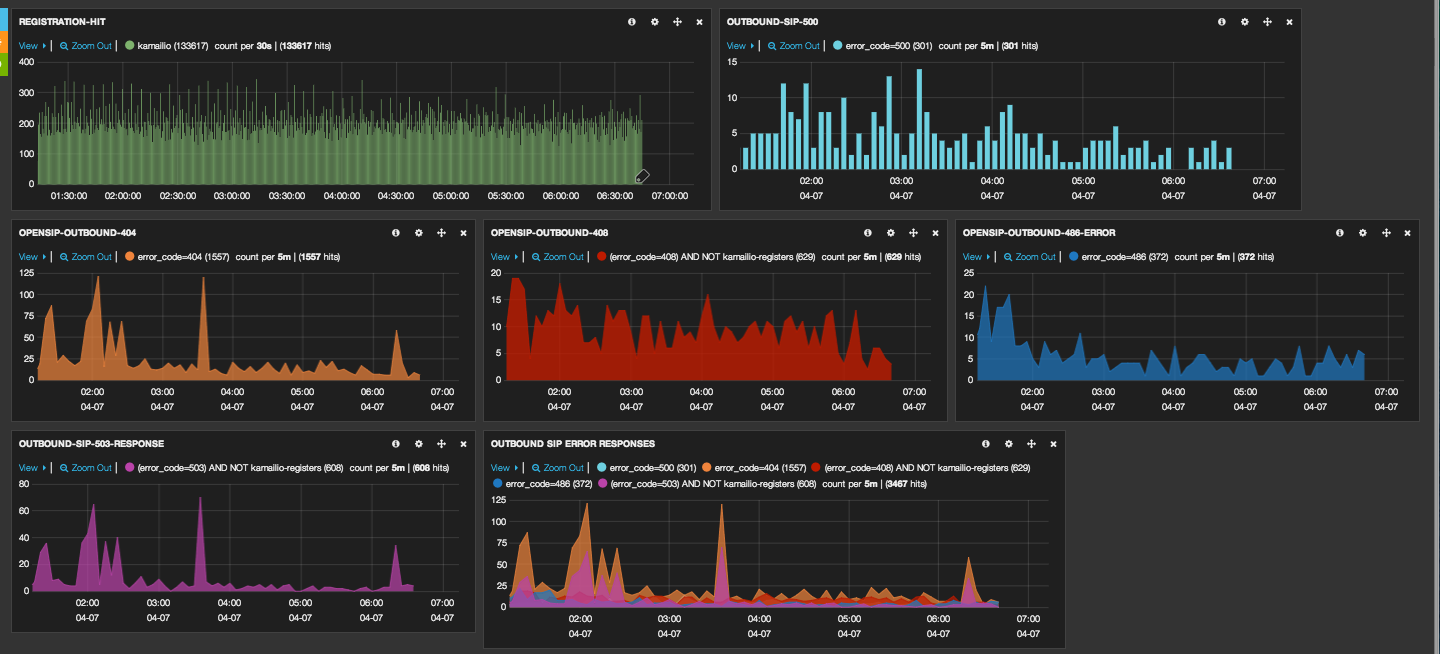 REGISTRATION-HIT
View | Zoom Out | kamailio (133617) count per 30s | (133617 hits)
400
300
200
100
0
01:30:00 02:00:00 02:30:00 03:00:00 03:30:00 04:00:00 04:30:00 05:00:00 05:30:00 06:00:00 06:30:00 07:00:00
OUTBOUND-SIP-500
View | Zoom Out | error_code=500 (301) count per 5m | (301 hits)
15
10
5
0
02:00 03:00 04:00 05:00 06:00 07:00
04-07 04-07 04-07 04-07 04-07 04-07
OPENSIP-OUTBOUND-404
View | Zoom Out | error_code=404 (1557) count per 5m | (1557 hits)
125
100
75
50
25
0
02:00 03:00 04:00 05:00 06:00 07:00
04-07 04-07 04-07 04-07 04-07 04-07
OPENSIP-OUTBOUND-408
View | Zoom Out | (error_code=408) AND NOT kamailio-registers (629) count per 5m | (629 hits)
20
15
10
5
0
02:00 03:00 04:00 05:00 06:00 07:00
04-07 04-07 04-07 04-07 04-07 04-07
OPENSIP-OUTBOUND-486-ERROR
View | Zoom Out | error_code=486 (372) count per 5m | (372 hits)
25
20
15
10
5
0
02:00 03:00 04:00 05:00 06:00 07:00
04-07 04-07 04-07 04-07 04-07 04-07
OUTBOUND-SIP-503-RESPONSE
View | Zoom Out | (error_code=503) AND NOT kamailio-registers (608) count per 5m | (608 hits)
80
60
40
20
0
02:00 03:00 04:00 05:00 06:00 07:00
04-07 04-07 04-07 04-07 04-07 04-07
OUTBOUND SIP ERROR RESPONSES
View | Zoom Out | error_code=500 (301) error_code=404 (1557) (error_code=408) AND NOT kamailio-registers (629)
error_code=486 (372) (error_code=503) AND NOT kamailio-registers (608) count per 5m | (3467 hits)
125
100
75
50
25
0
02:00 03:00 04:00 05:00 06:00 07:00
04-07 04-07 04-07 04-07 04-07 04-07